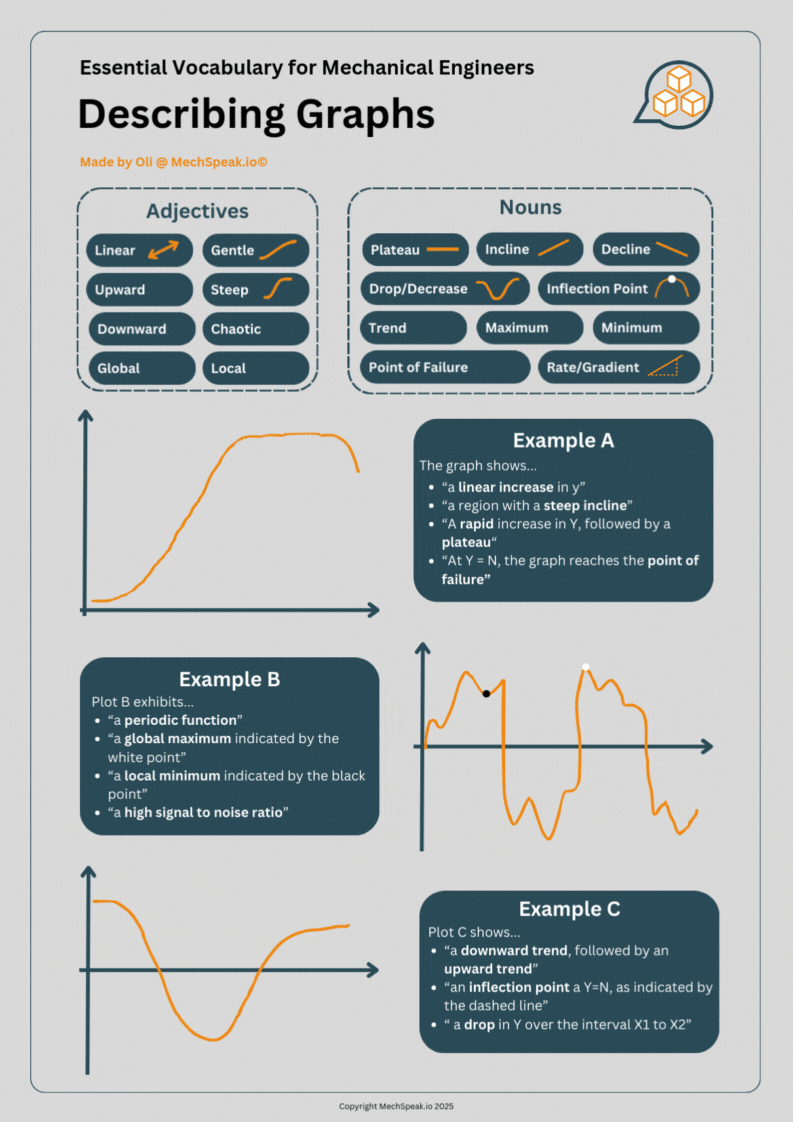 Essential Vocabulary for Mechanical Engineers
Describing Graphs
Made by Oli @ MechSpeak.io©
Adjectives
Linear
Gentle
Upward
Steep
Downward
Chaotic
Global
Local
Nouns
Plateau
Incline
Decline
Drop/Decrease
Inflection Point
Trend
Maximum
Minimum
Point of Failure
Rate/Gradient
Example A
The graph shows...
• “a linear increase in y”
• “a region with a steep incline”
• “A rapid increase in Y, followed by a
plateau“
• “At Y = N, the graph reaches the point of
failure”
Example B
Plot B exhibits...
• “a periodic function”
• “a global maximum indicated by the
white point”
• “a local minimum indicated by the black
point”
• “a high signal to noise ratio”
Example C
Plot C shows...
• “a downward trend, followed by an
upward trend”
• “an inflection point a Y=N, as indicated by
the dashed line”
• “ a drop in Y over the interval X1 to X2”
Copyright MechSpeak.io 2025